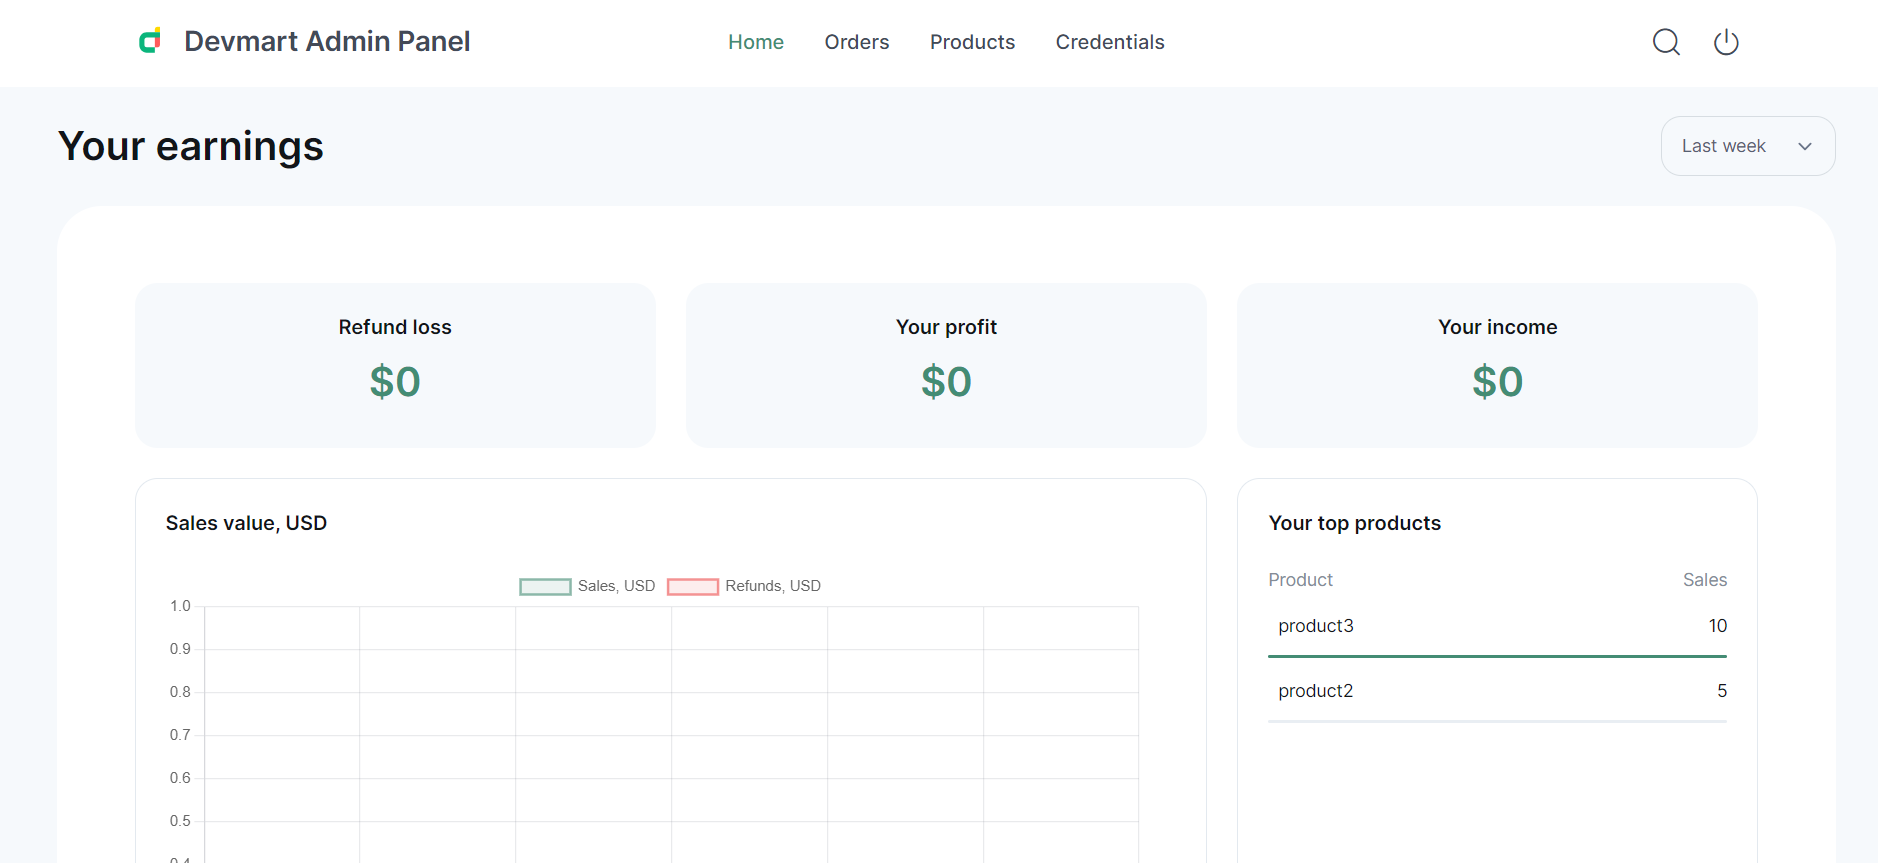 Devmart Admin Panel
Home Orders Products Credentials
Your earnings
Last week
Refund loss
$0
Your profit
$0
Your income
$0
Sales value, USD
Sales, USD Refunds, USD
1.0
0.9
0.8
0.7
0.6
0.5
Your top products
Product Sales
product3 10
product2 5